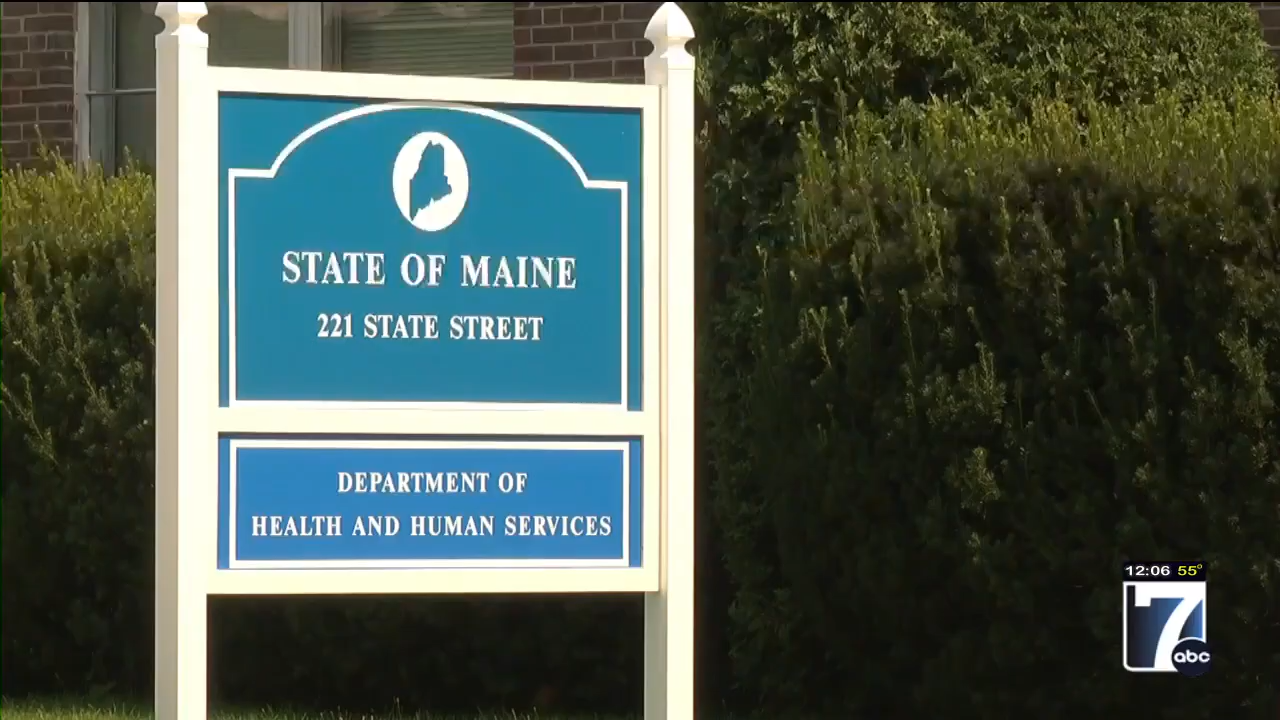 STATE OF MAINE
221 STATE STREET
DEPARTMENT OF
HEALTH AND HUMAN SERVICES
12:06 55°
7
abc